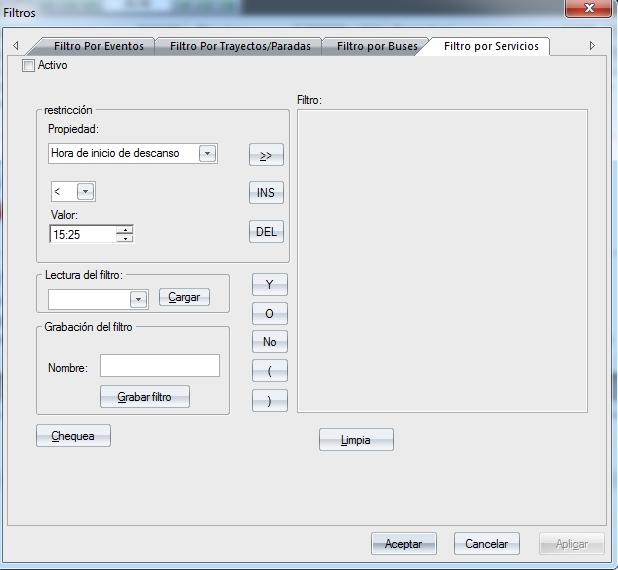 Filtros
Filtro Por Eventos
Filtro Por Trayectos/Paradas
Filtro por Buses
Filtro por Servicios
Activo
restricción
Propiedad:
Hora de inicio de descanso
>>
<
INS
Valor:
15:25
DEL
Filtro:
Lectura del filtro:
Cargar
Y
O
No
(
)
Grabación del filtro
Nombre:
Grabar filtro
Chequea
Limpia
Aceptar
Cancelar
Aplicar